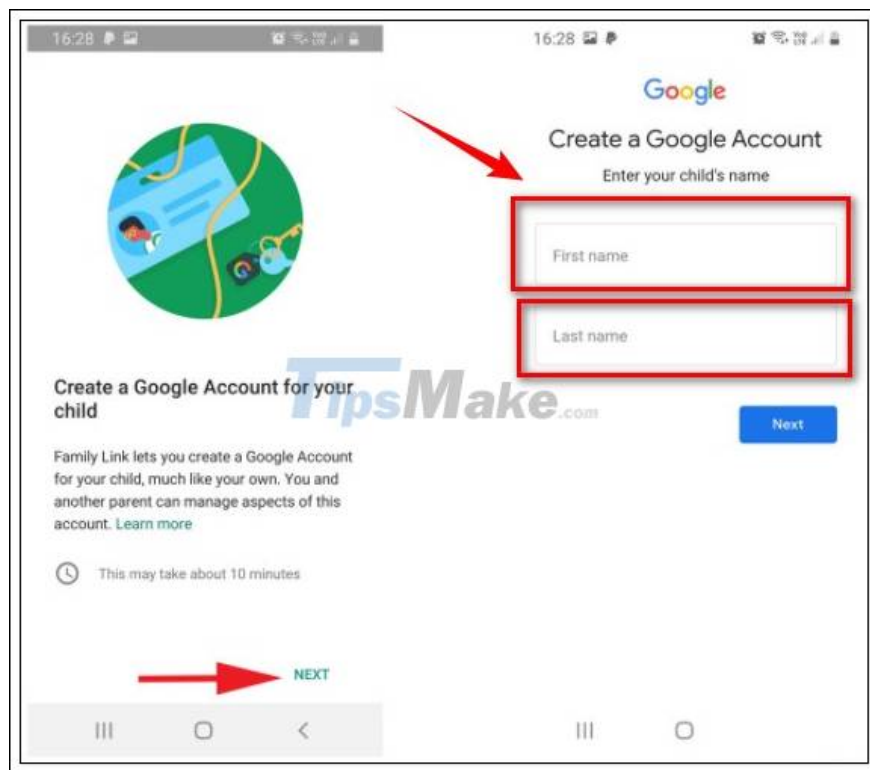 16:28
Create a Google Account for your
child
Family Link lets you create a Google Account
for your child, much like your own. You and
another parent can manage aspects of this
account. Learn more
This may take about 10 minutes
NEXT
16:28
Google
Create a Google Account
Enter your child's name
First name
Last name
Next
TipsMake.com